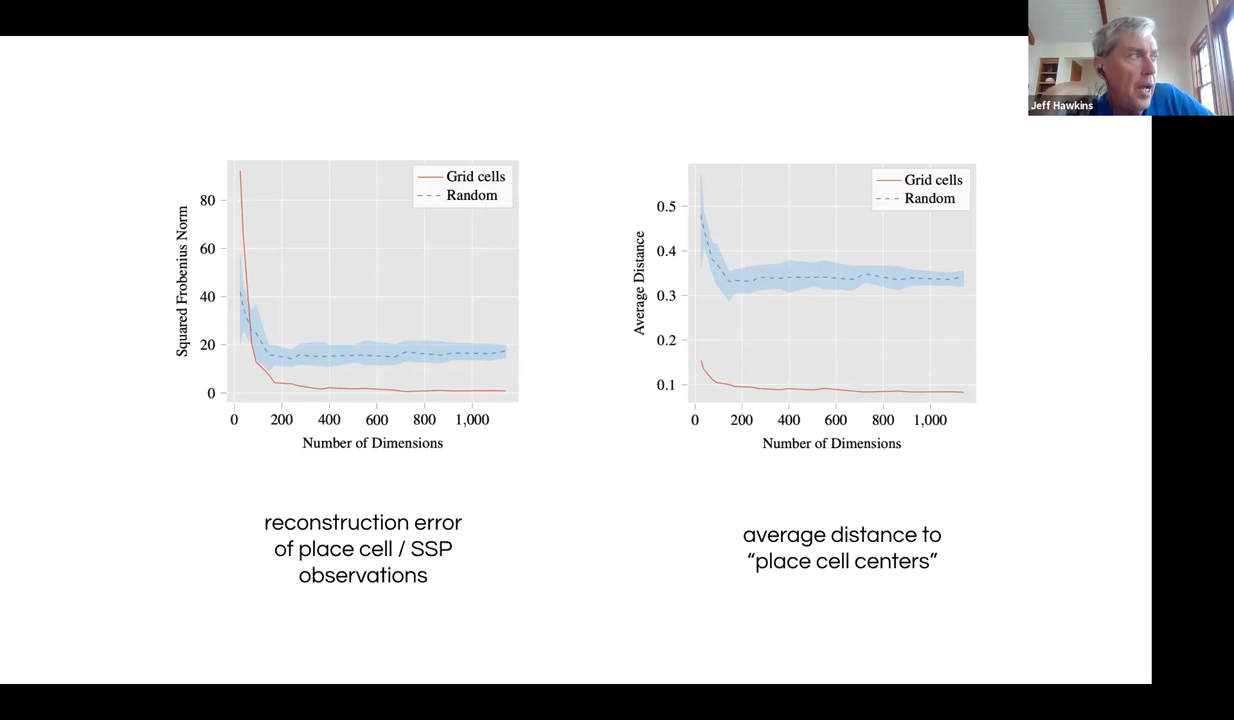 Jeff Hawkins
Grid cells
Random
80
60
40
20
0
Squared Frobenius Norm
0 200 400 600 800 1,000
Number of Dimensions
reconstruction error
of place cell / SSP
observations
Grid cells
Random
0.5
0.4
0.3
0.2
0.1
Average Distance
0 200 400 600 800 1,000
Number of Dimensions
average distance to
“place cell centers”